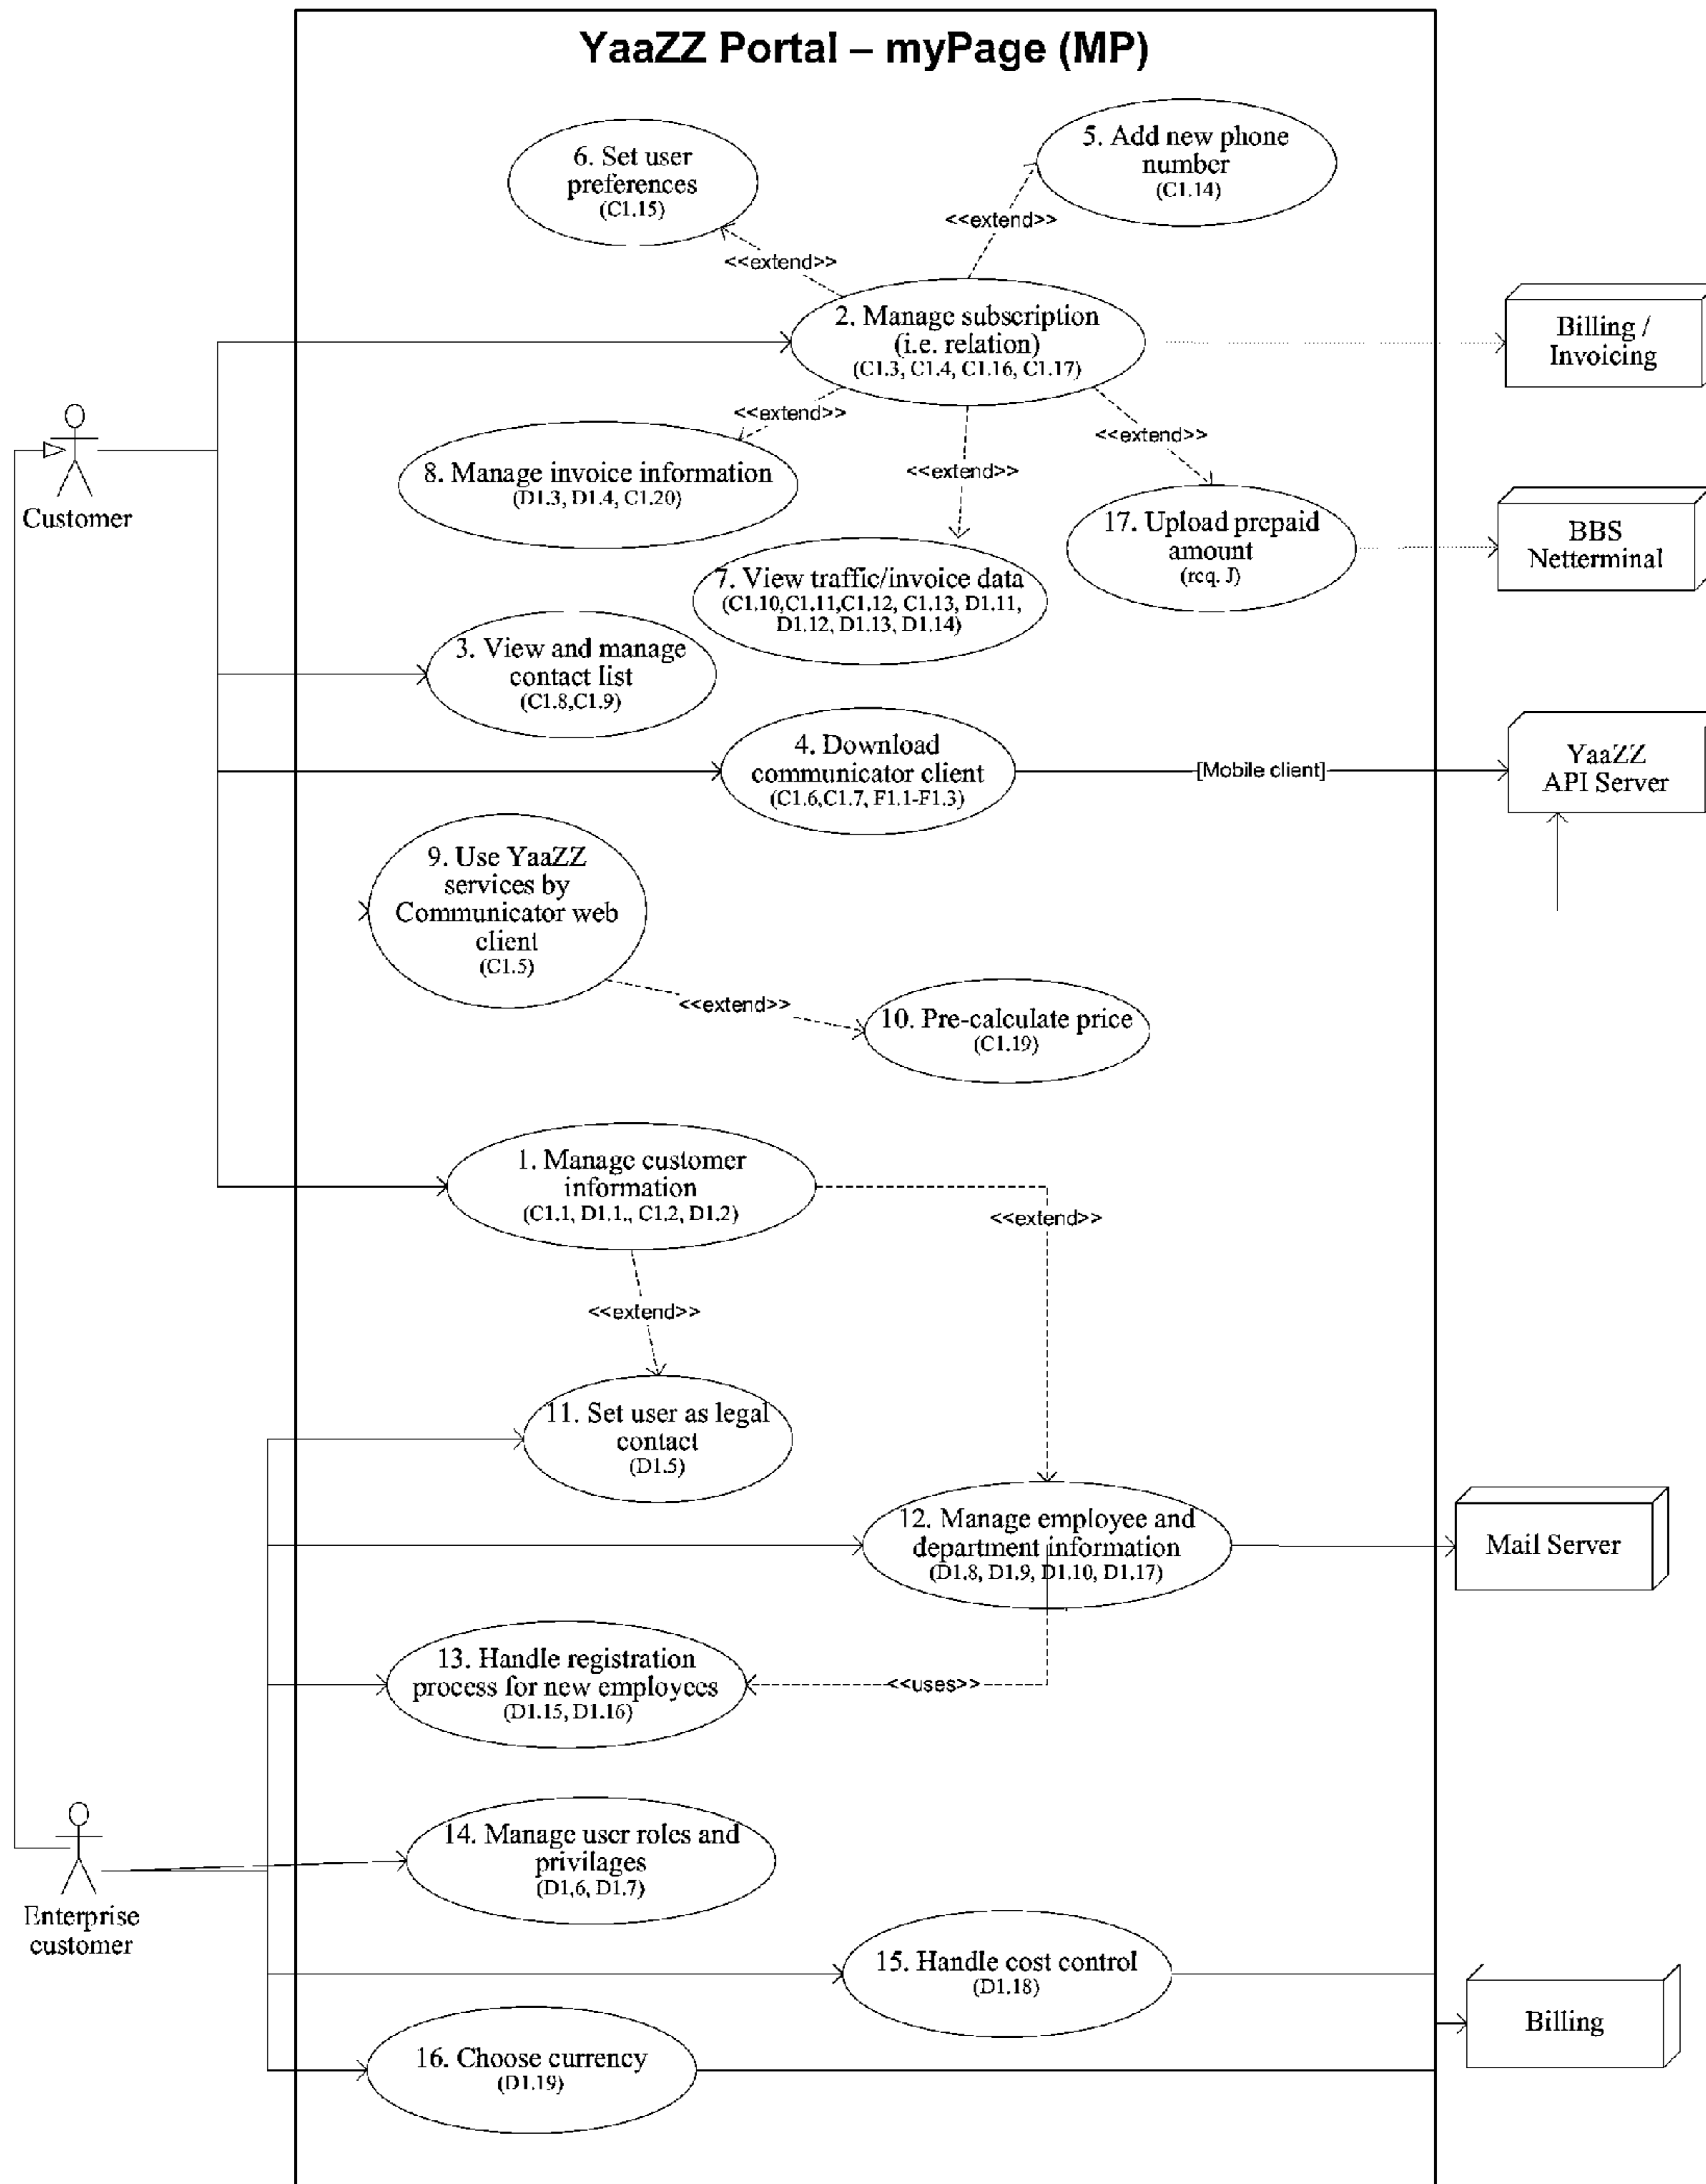 YaaZZ Portal – myPage (MP)
5. Add new phone
number
(C1.14)
6. Set user
preferences
(C1.15)
<<extend>>
<<extend>>
2. Manage subscription
(i.e. relation)
(C1.3, C1.4, C1.16, C1.17)
Billing /
Invoicing
<<extend>>
<<extend>>
<<extend>>
8. Manage invoice information
(D1.3, D1.4, C1.20)
Customer
17. Upload prepaid
amount
(req. J)
BBS
Netterminal
7. View traffic/invoice data
(C1.10,C1.11,C1.12, C1.13, D1.11,
D1.12, D1.13, D1.14)
3. View and manage
contact list
(C1.8,C1.9)
4. Download
communicator client
(C1.6,C1.7, F1.1-F1.3)
[Mobile client]
YaaZZ
API Server
9. Use YaaZZ
services by
Communicator web
client
(C1.5)
<<extend>>
10. Pre-calculate price
(C1.19)
1. Manage customer
information
(C1.1, D1.1,, C1.2, D1.2)
<<extend>>
<<extend>>
11. Set user as legal
contact
(D1.5)
12. Manage employee and
department information
(D1.8, D1.9, D1.10, D1.17)
Mail Server
13. Handle registration
process for new employees
(D1.15, D1.16)
<<uses>>
14. Manage user roles and
privilages
(D1,6, D1.7)
Enterprise
customer
15. Handle cost control
(D1.18)
Billing
16. Choose currency
(D1.19)